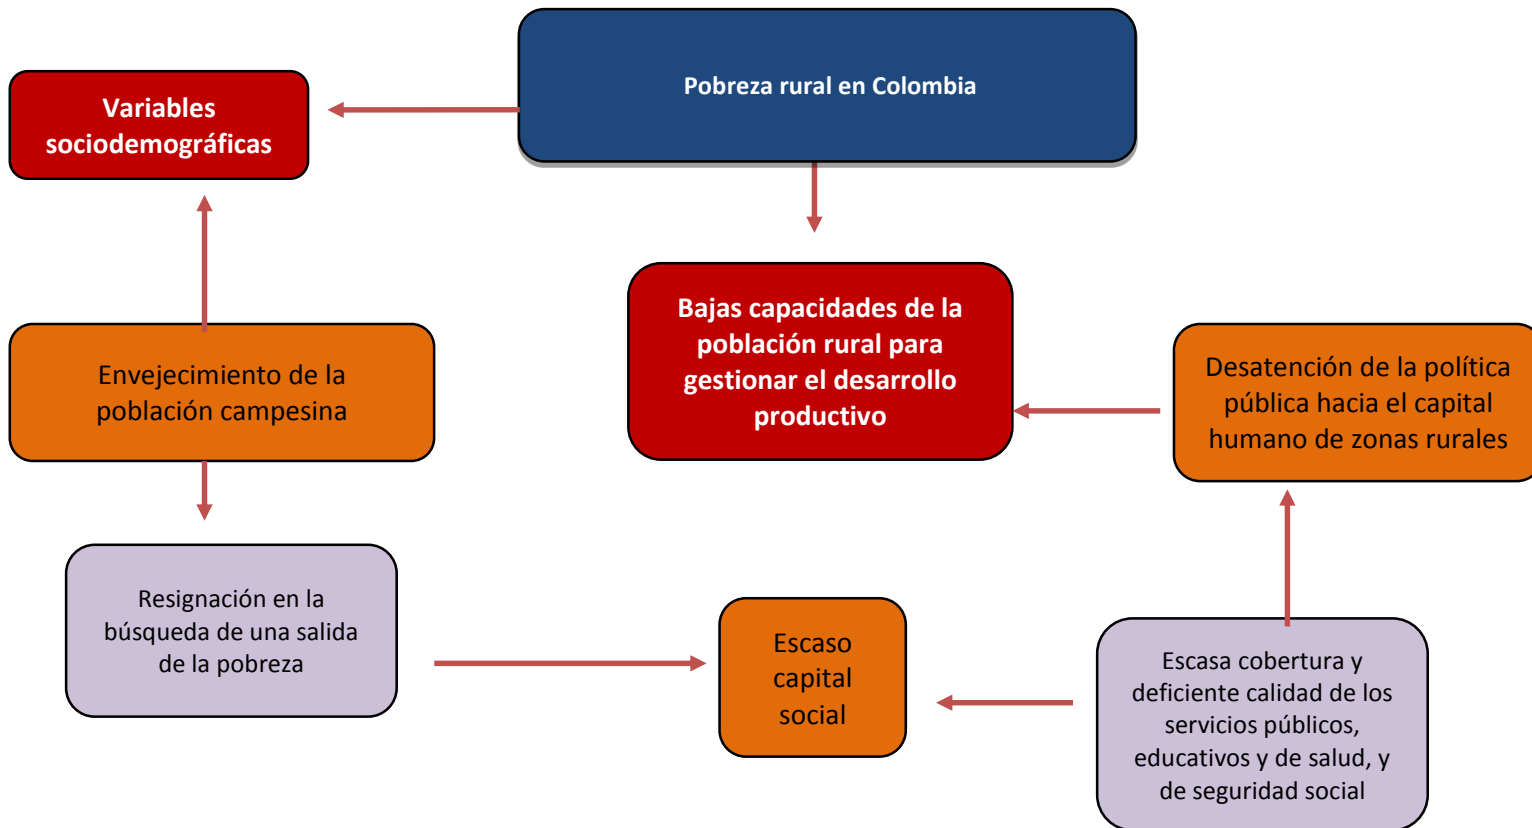 Pobreza rural en Colombia
Variables
sociodemográficas
Bajas capacidades de la
población rural para
gestionar el desarrollo
productivo
Envejecimiento de la
población campesina
Desatención de la política
pública hacia el capital
humano de zonas rurales
Resignación en la
búsqueda de una salida
de la pobreza
Escaso
capital
social
Escasa cobertura y
deficiente calidad de los
servicios públicos,
educativos y de salud, y
de seguridad social